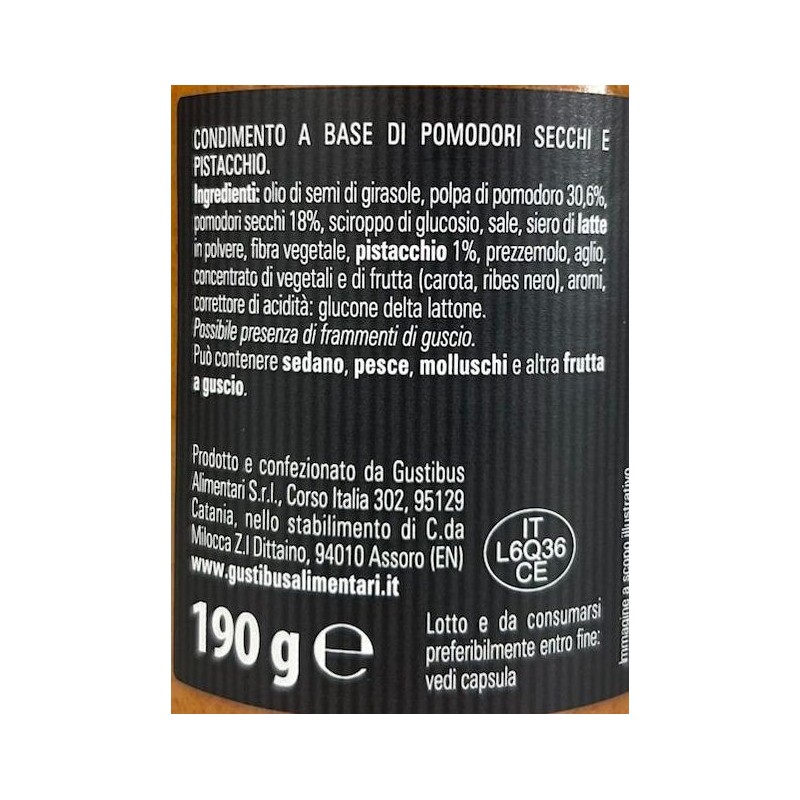 CONDIMENTO A BASE DI POMODORI SECCHI E
PISTACCHIO.
Ingredienti: olio di semi di girasole, polpa di pomodoro 30,6%,
pomodori secchi 18%, sciroppo di glucosio, sale, siero di latte
in polvere, fibra vegetale, pistacchio 1%, prezzemolo, aglio,
concentrato di vegetali e di frutta (carota, ribes nero), aromi,
correttore di acidità: glucone delta lattone.
Possibile presenza di frammenti di guscio.
Può contenere sedano, pesce, molluschi e altra frutta
a guscio.
Prodotto e confezionato da Gustibus
Alimentari S.r.l., Corso Italia 302, 95129
Catania, nello stabilimento di C.da
Milocca Z.I Dittaino, 94010 Assoro (EN)
www.gustibusalimentari.it
IT
L6Q36
CE
190 g e
Lotto e da consumarsi
preferibilmente entro fine:
vedi capsula
Immagine a scopo illustrativo